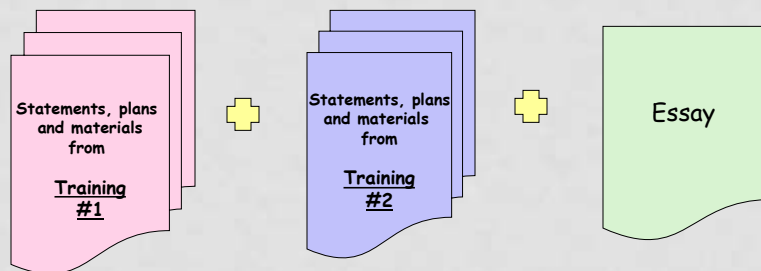 Statements, plans
and materials
from
Training
#1
Statements, plans
and materials
from
Training
#2
Essay